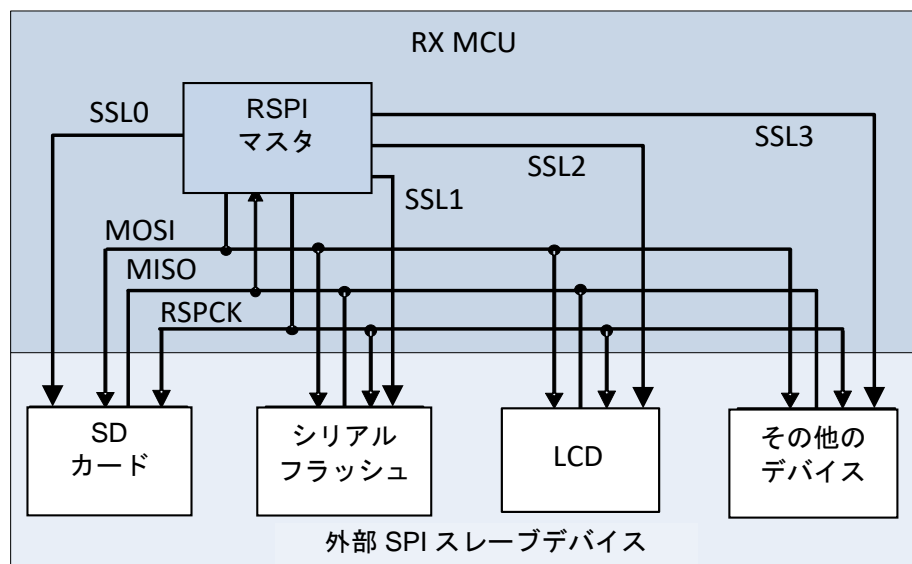 RX MCU
RSPI
マスタ
SSL0
SSL3
SSL2
SSL1
MOSI
MISO
RSPCK
SD
カード
シリアル
フラッシュ
LCD
その他の
デバイス
外部 SPI スレーブデバイス